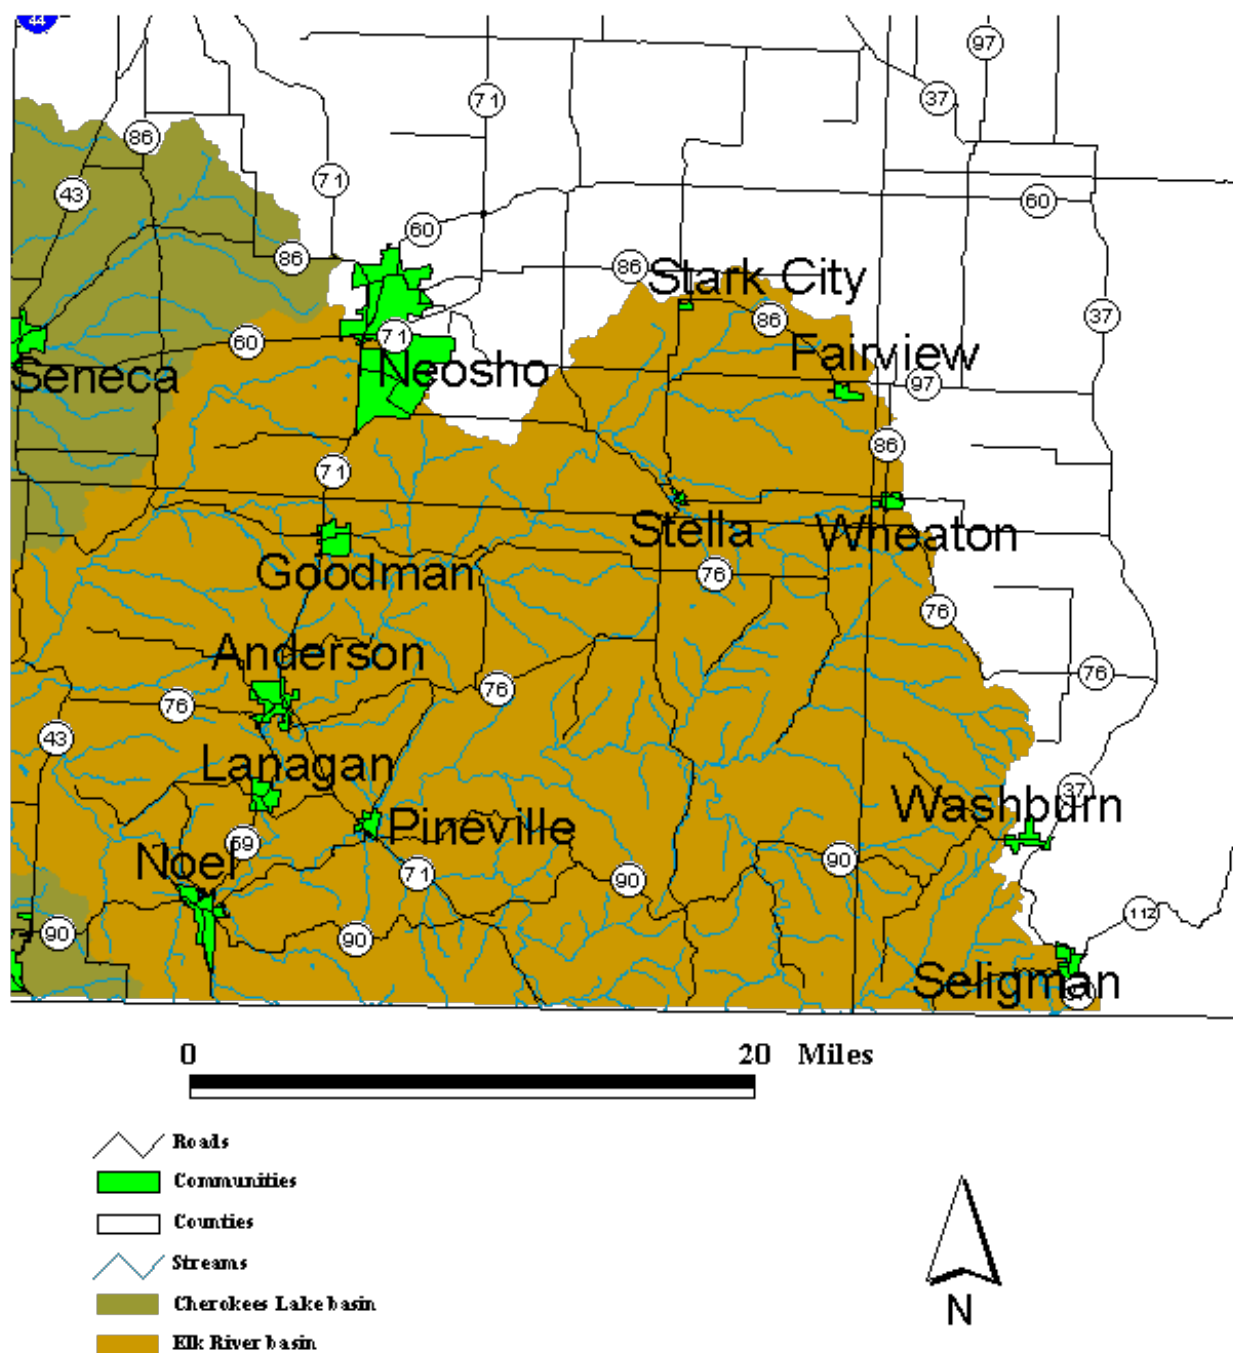 44
97
37
71
86
71
43
60
60
86
86
Stark City
37
86
71
60
Fairview
Seneca
Neosho
97
86
71
Stella
Wheaton
Goodman
76
76
Anderson
76
76
76
43
Lanagan
37
Washburn
Pineville
69
Noel
90
71
90
112
90
90
Seligman
0 20 Miles
Roads
Communities
Counties
Streams
Cherokees Lake basin
Elk River basin
N